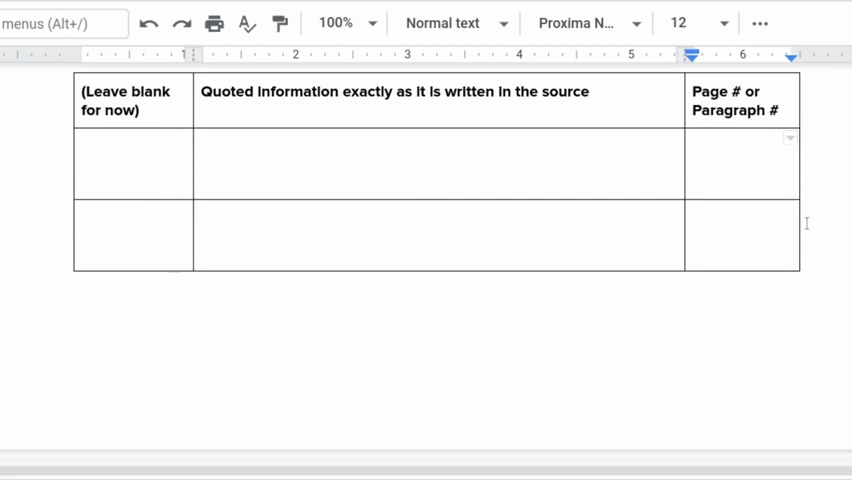 menus (Alt+/)
100%
Normal text
Proxima N...
12
1 2 3 4 5 6
(Leave blank
for now)
Quoted information exactly as it is written in the source
Page # or
Paragraph #